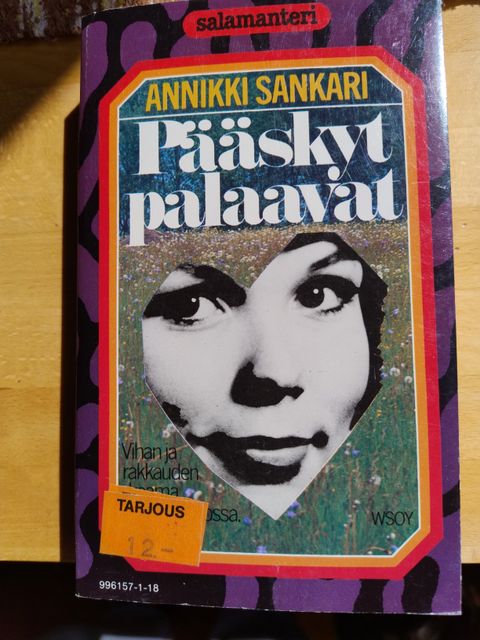 salamanteri
ANNIKKI SANKARI
Pääskyt
palaavat
Vihan ja
rakkauden
TARJOUS
12.-
WSOY
996157-1-18